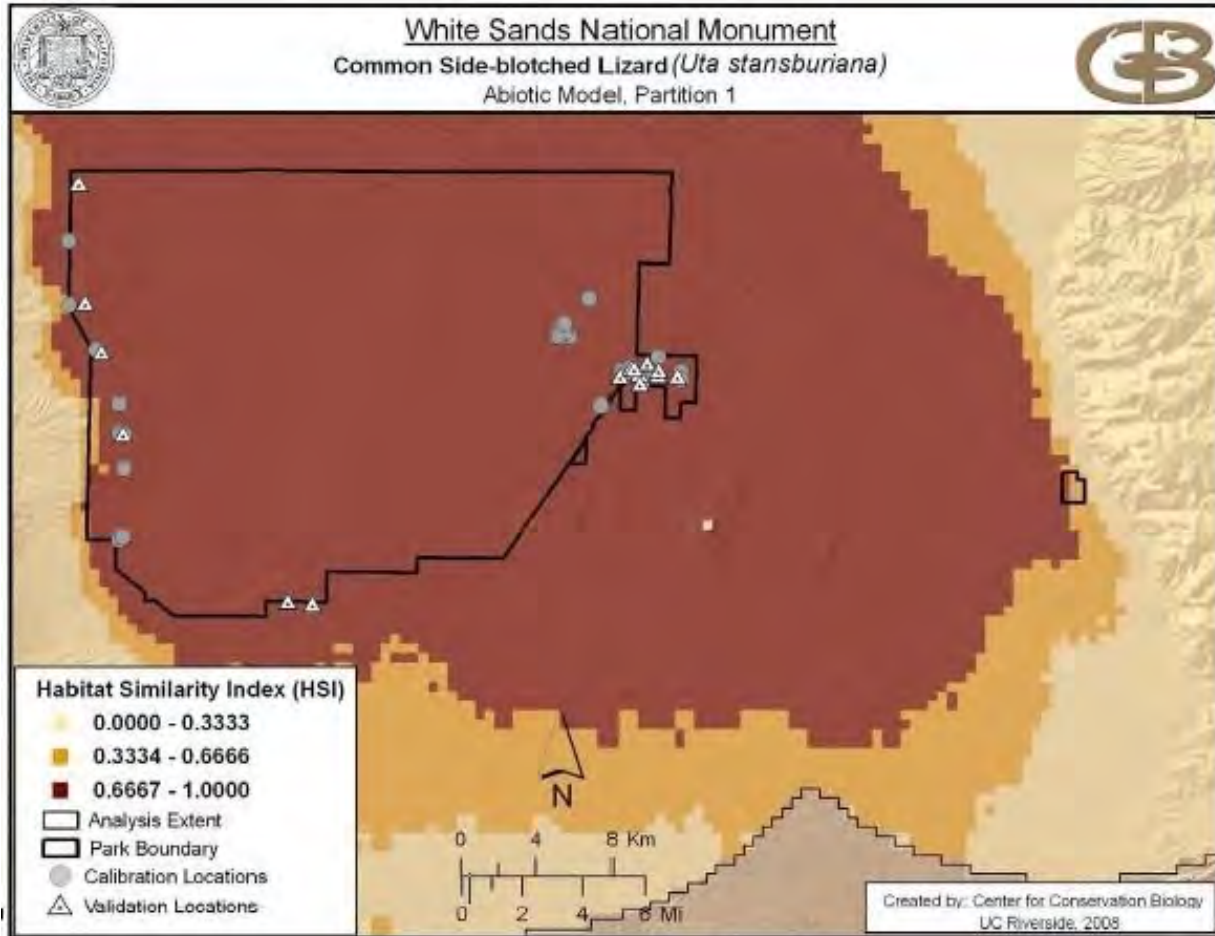 White Sands National Monument
Common Side-blotched Lizard (Uta stansburiana)
Abiotic Model, Partition 1
Habitat Similarity Index (HSI)
0.0000 - 0.3333
0.3334 - 0.6666
0.6667 - 1.0000
Analysis Extent
Park Boundary
Calibration Locations
Validation Locations
N
0 4 8 Km
0 2 4 6 Mi
Created by: Center for Conservation Biology
UC Riverside, 2008